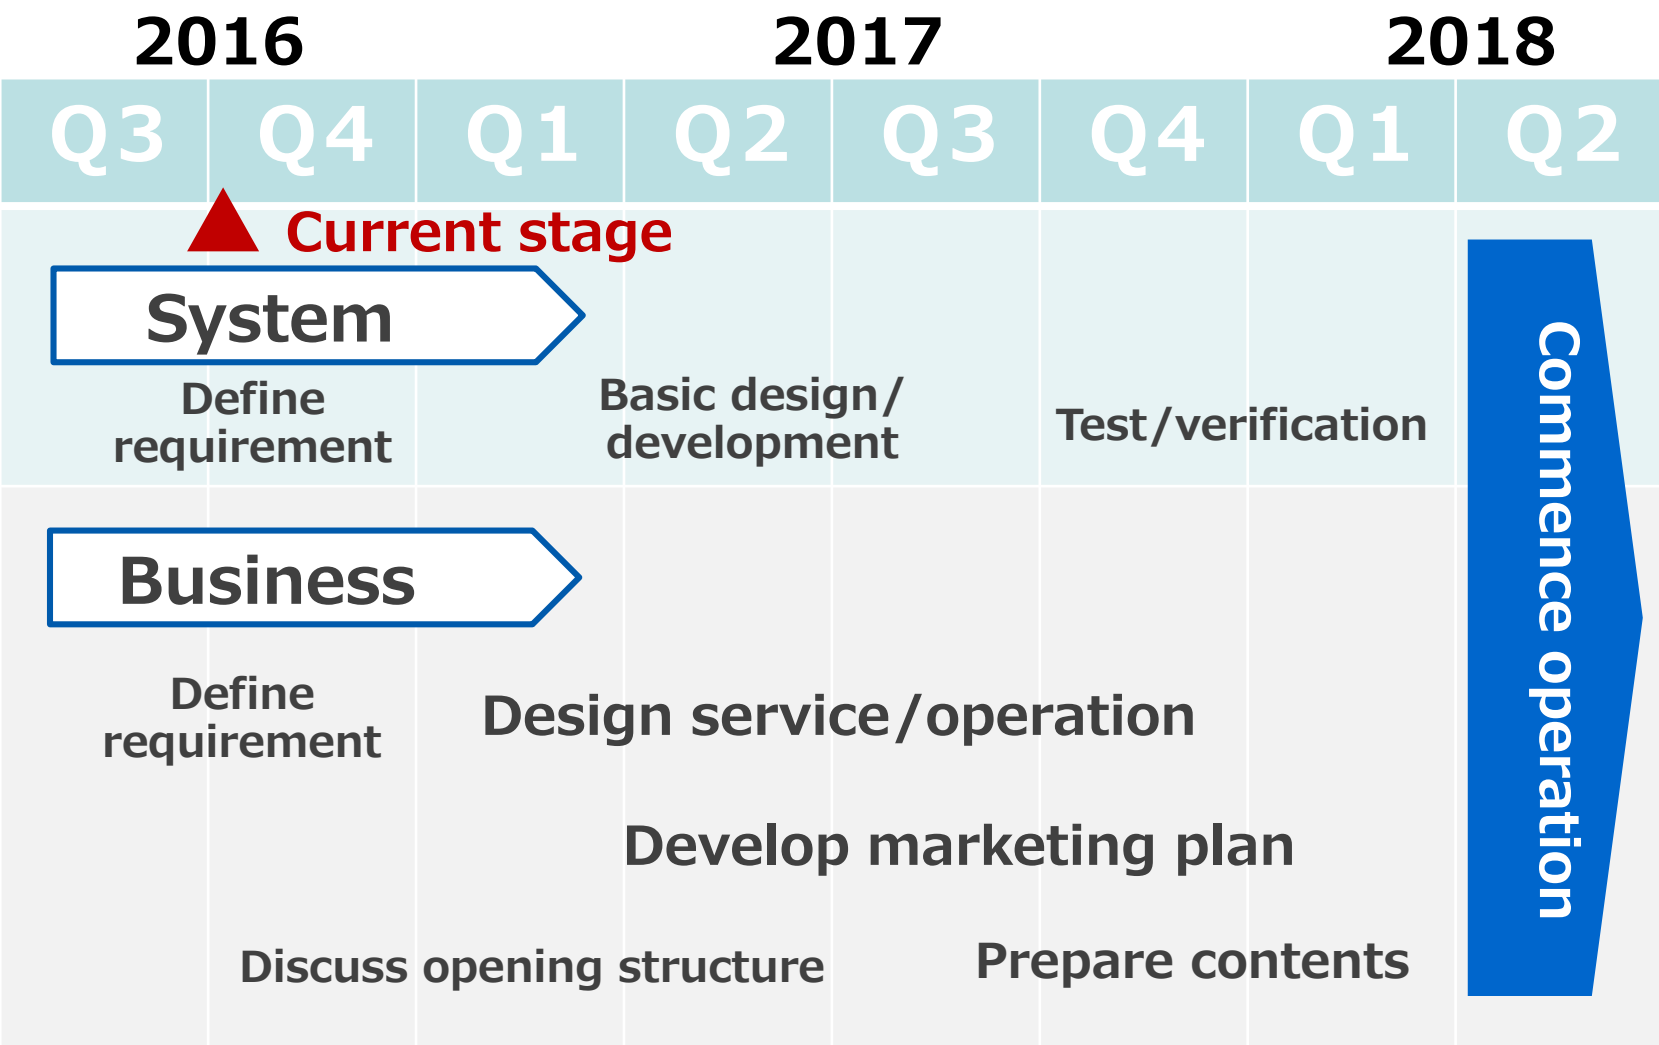 2016 2017 2018
Q3 Q4 Q1 Q2 Q3 Q4 Q1 Q2
Current stage
System
Define
requirement
Basic design/
development
Test/verification
Business
Define
requirement
Design service/operation
Develop marketing plan
Discuss opening structure
Prepare contents
Commence operation